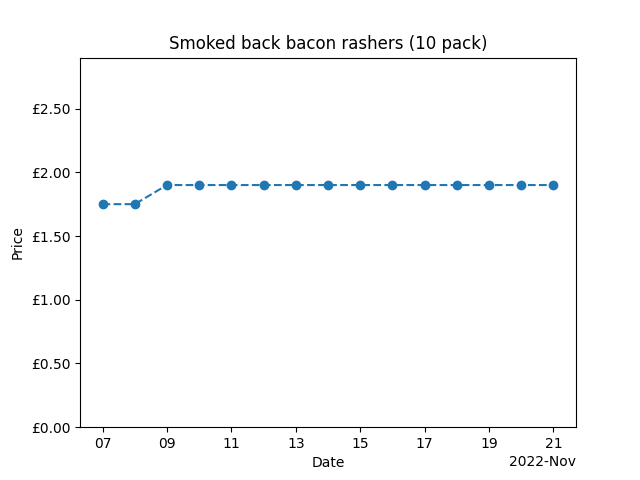 Smoked back bacon rashers (10 pack)
£2.50
£2.00
£1.50
£1.00
£0.50
£0.00
Price
07 09 11 13 15 17 19 21
Date
2022-Nov